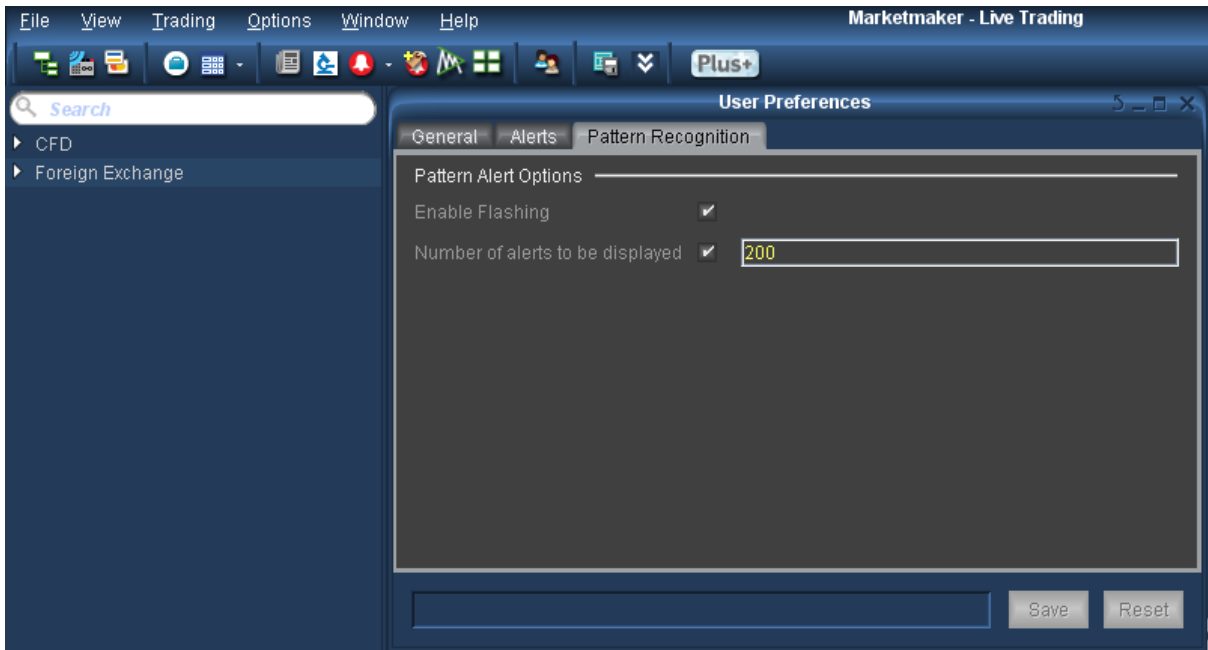 File View Trading Options Window Help Marketmaker - Live Trading
Plus+
Search
CFD
Foreign Exchange
User Preferences
General Alerts Pattern Recognition
Pattern Alert Options
Enable Flashing
Number of alerts to be displayed 200
Save Reset